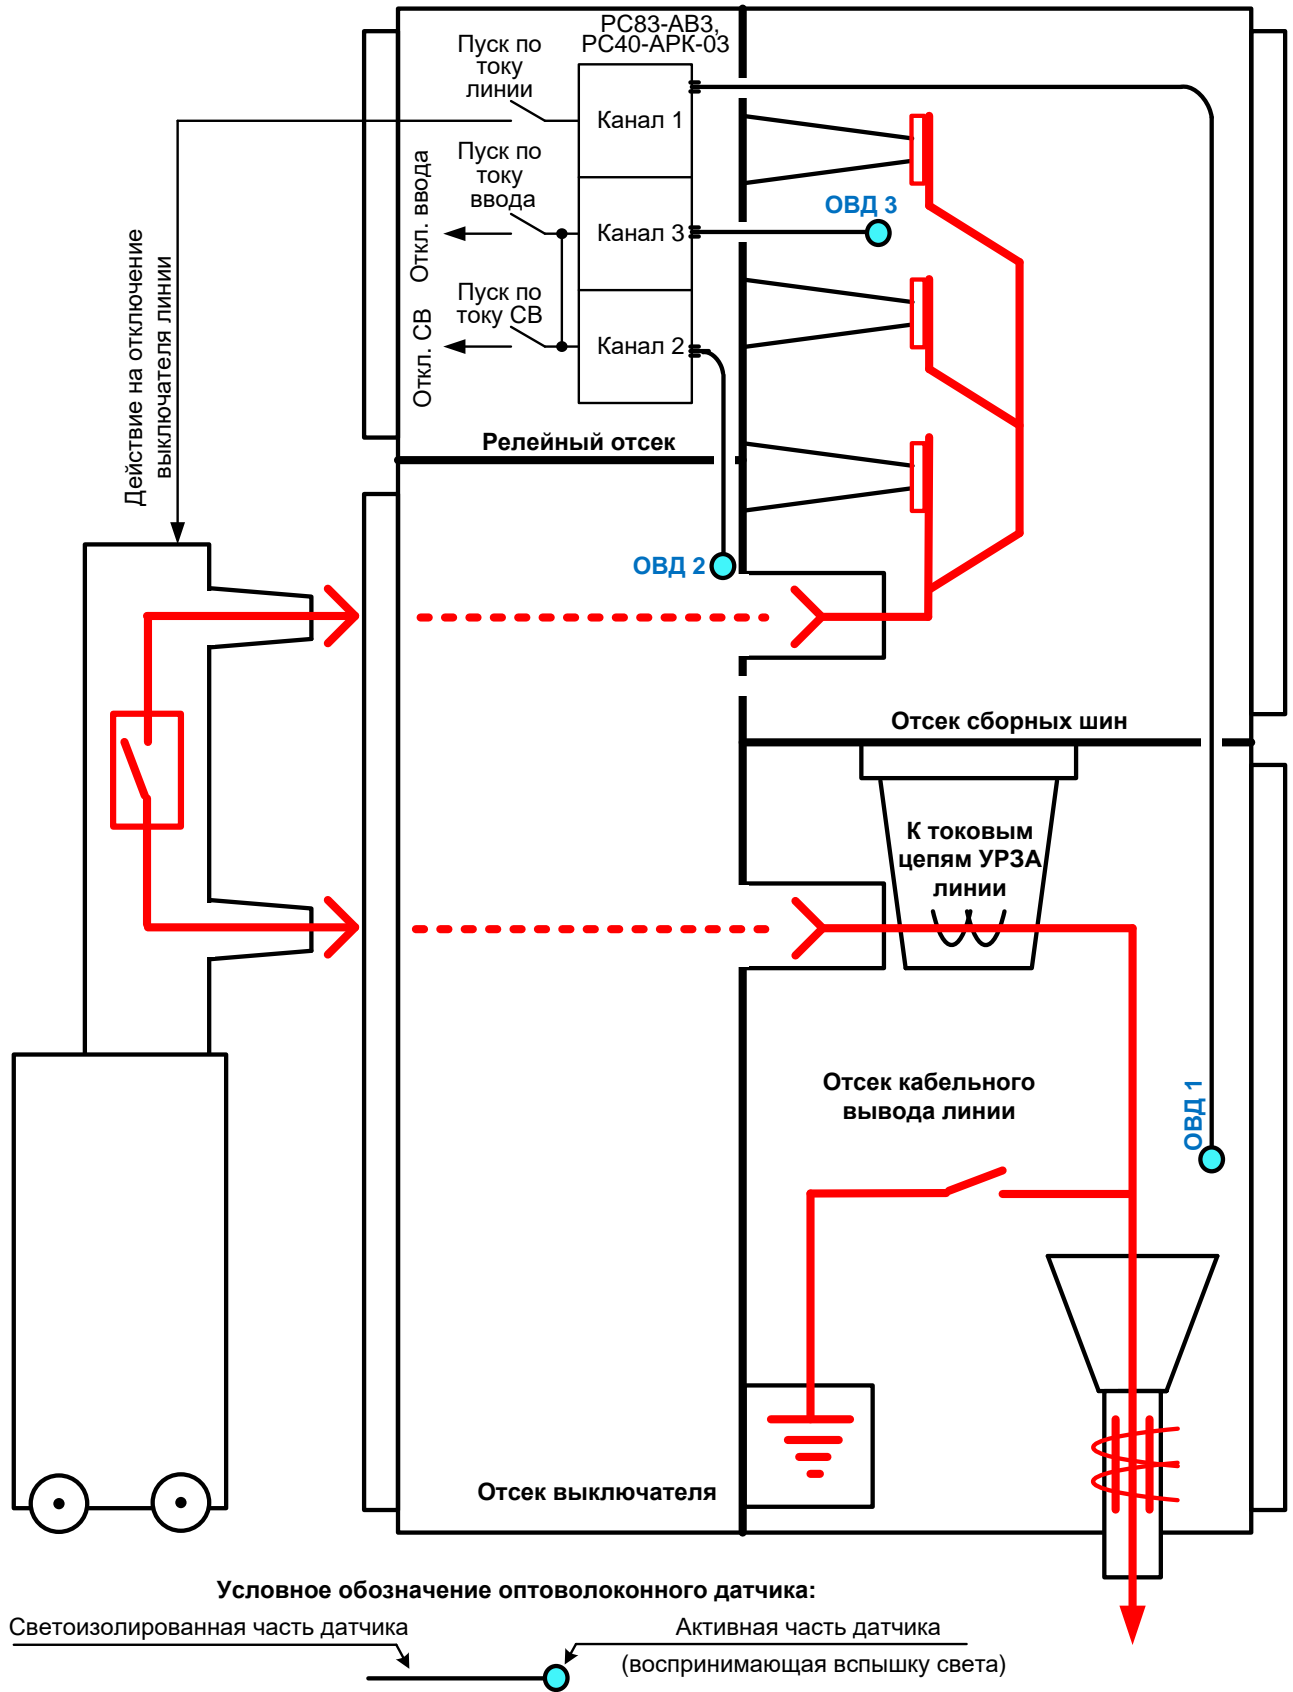 РС83-АВ3,
РС40-АРК-03
Пуск по
току
линии
Канал 1
Пуск по
току
ввода
Откл. ввода
Канал 3
ОВД 3
Пуск по
току СВ
Откл. СВ
Канал 2
Действие на отключение
выключателя линии
Релейный отсек
ОВД 2
Отсек сборных шин
К токовым
цепям УРЗА
линии
Отсек кабельного
вывода линии
ОВД 1
Отсек выключателя
Условное обозначение оптоволоконного датчика:
Светоизолированная часть датчика
Активная часть датчика
(воспринимающая вспышку света)